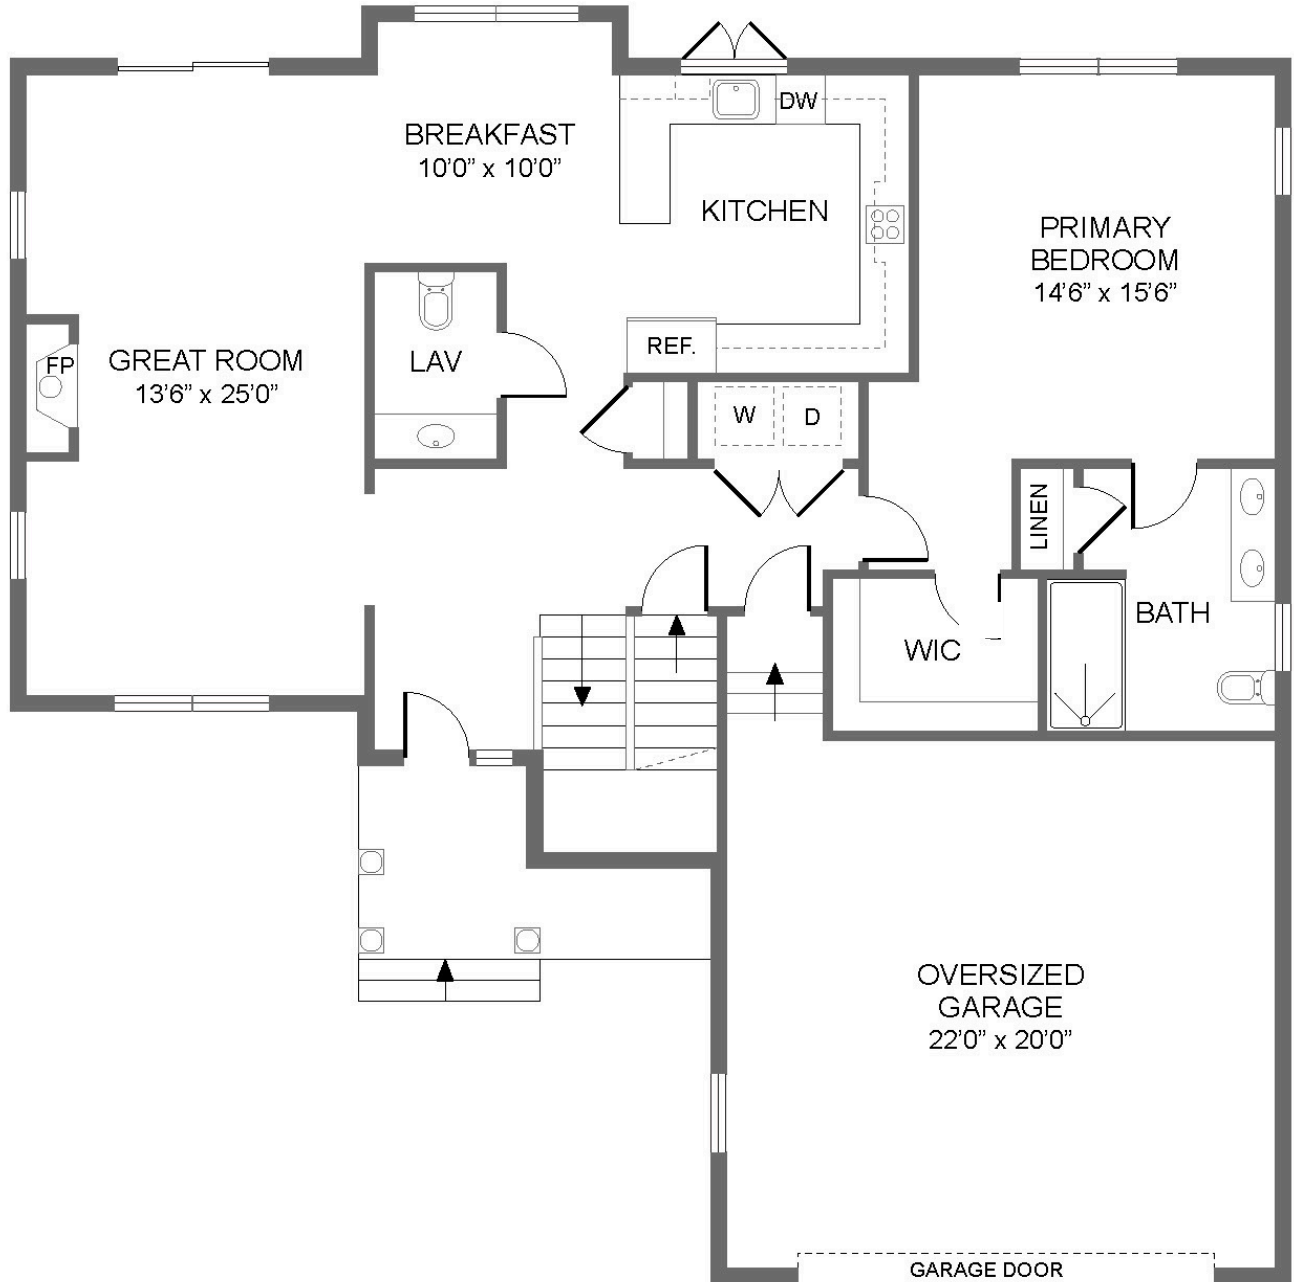 BREAKFAST
10'0" x 10'0"
DW
KITCHEN
PRIMARY
BEDROOM
14'6" x 15'6"
FP
GREAT ROOM
13'6" x 25'0"
LAV
REF.
W
D
LINEN
BATH
WIC
OVERSIZED
GARAGE
22'0" x 20'0"
GARAGE DOOR